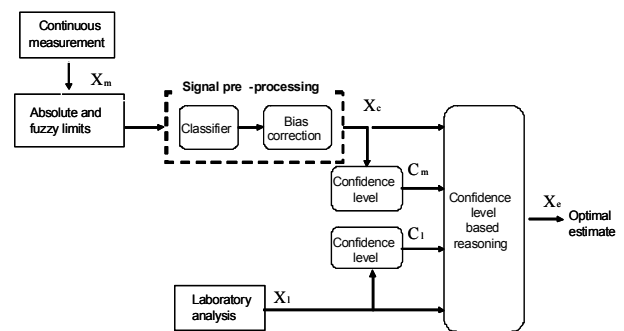 Continuous
measurement
Xm
Absolute and
fuzzy limits
Signal pre -processing
Classifier
Bias
correction
Xc
Confidence
level
Cm
Confidence
level
Cl
Confidence
level
based
reasoning
Xe
Optimal
estimate
Laboratory
analysis
Xl